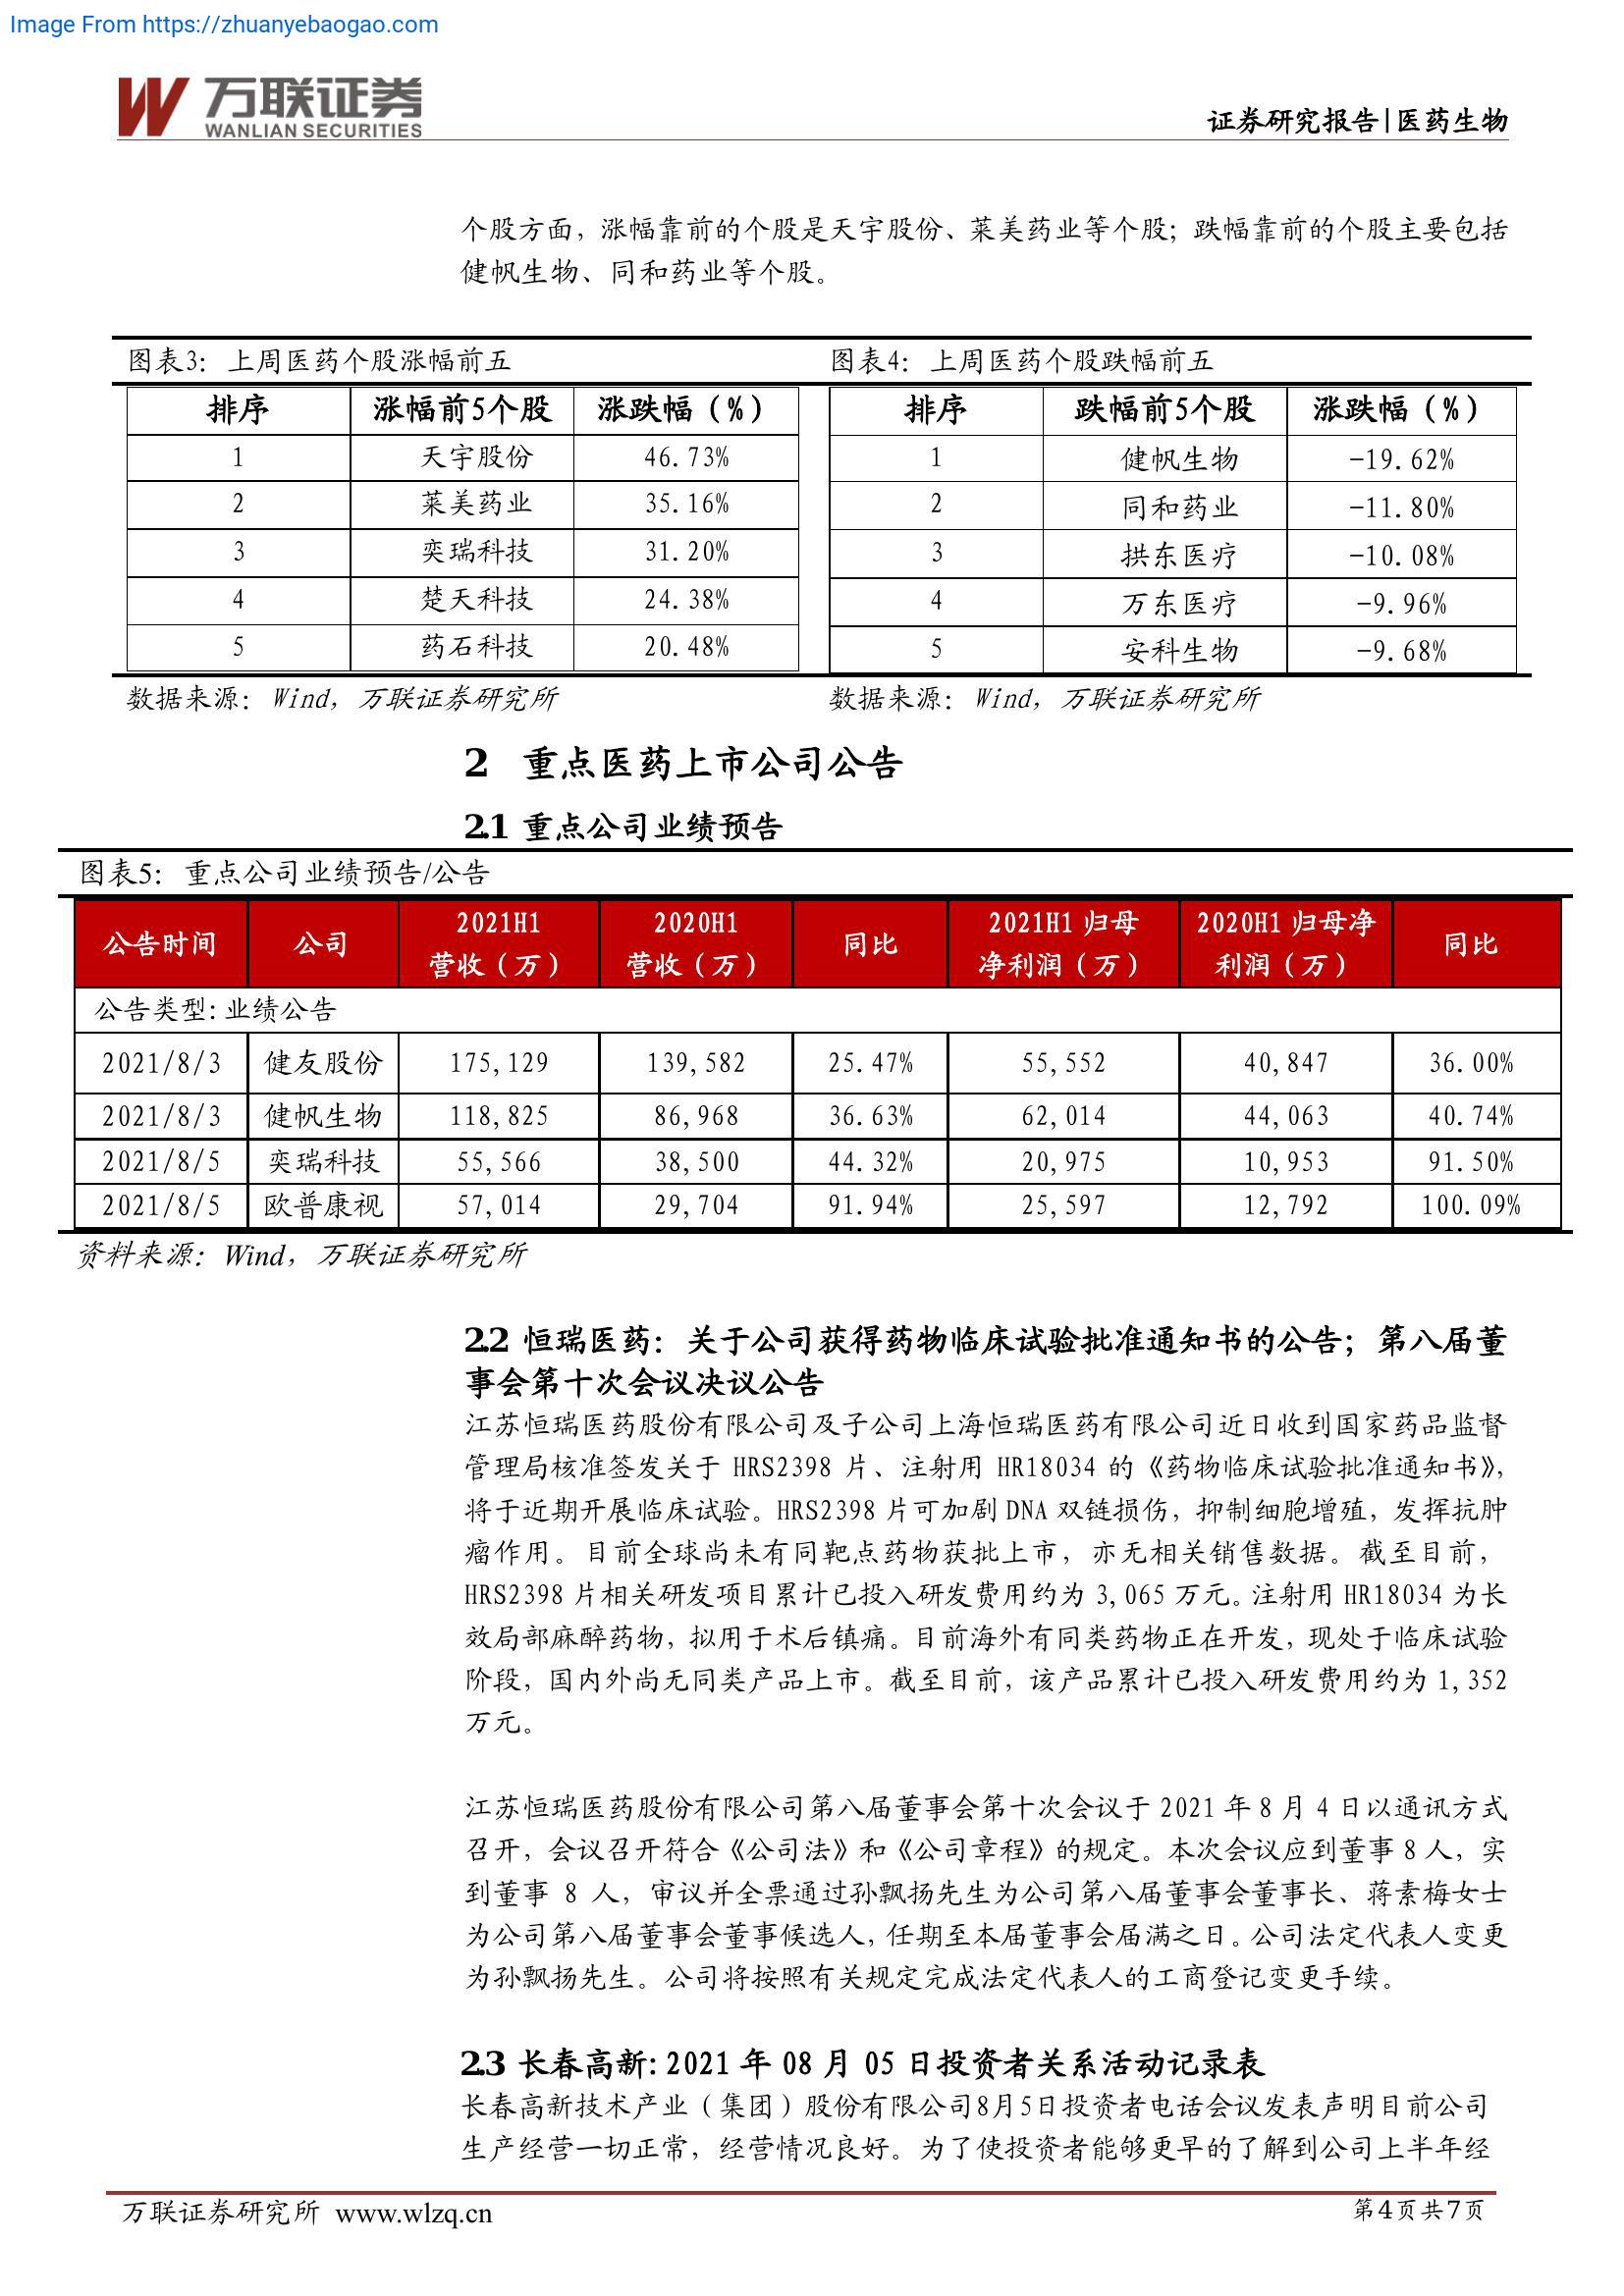 Image From https://zhuanyebaogao.com
万联证券
WANLIAN SECURITIES
证券研究报告|医药生物
个股方面，涨幅靠前的个股是天宇股份、莱美药业等个股；跌幅靠前的个股主要包括
健帆生物、同和药业等个股。
图表3：上周医药个股涨幅前五
排序 涨幅前5个股 涨跌幅（%）
1 天宇股份 46.73%
2 莱美药业 35.16%
3 奕瑞科技 31.20%
4 楚天科技 24.38%
5 药石科技 20.48%
数据来源：Wind，万联证券研究所
图表4：上周医药个股跌幅前五
排序 跌幅前5个股 涨跌幅（%）
1 健帆生物 -19.62%
2 同和药业 -11.80%
3 拱东医疗 -10.08%
4 万东医疗 -9.96%
5 安科生物 -9.68%
数据来源：Wind，万联证券研究所
2 重点医药上市公司公告
2.1 重点公司业绩预告
图表5：重点公司业绩预告/公告
公告时间 公司 2021H1 营收（万） 2020H1 营收（万） 同比 2021H1 归母净利润（万） 2020H1 归母净利润（万） 同比
公告类型:业绩公告
2021/8/3 健友股份 175,129 139,582 25.47% 55,552 40,847 36.00%
2021/8/3 健帆生物 118,825 86,968 36.63% 62,014 44,063 40.74%
2021/8/5 奕瑞科技 55,566 38,500 44.32% 20,975 10,953 91.50%
2021/8/5 欧普康视 57,014 29,704 91.94% 25,597 12,792 100.09%
资料来源：Wind，万联证券研究所
2.2 恒瑞医药：关于公司获得药物临床试验批准通知书的公告；第八届董
事会第十次会议决议公告
江苏恒瑞医药股份有限公司及子公司上海恒瑞医药有限公司近日收到国家药品监督
管理局核准签发关于 HRS2398 片、注射用 HR18034 的《药物临床试验批准通知书》，
将于近期开展临床试验。HRS2398 片可加剧 DNA 双链损伤，抑制细胞增殖，发挥抗肿
瘤作用。目前全球尚未有同靶点药物获批上市，亦无相关销售数据。截至目前，
HRS2398 片相关研发项目累计已投入研发费用约为 3,065 万元。注射用 HR18034 为长
效局部麻醉药物，拟用于术后镇痛。目前海外有同类药物正在开发，现处于临床试验
阶段，国内外尚无同类产品上市。截至目前，该产品累计已投入研发费用约为 1,352
万元。
江苏恒瑞医药股份有限公司第八届董事会第十次会议于 2021 年 8 月 4 日以通讯方式
召开，会议召开符合《公司法》和《公司章程》的规定。本次会议应到董事 8 人，实
到董事 8 人，审议并全票通过孙飘扬先生为公司第八届董事会董事长、蒋素梅女士
为公司第八届董事会董事候选人，任期至本届董事会届满之日。公司法定代表人变更
为孙飘扬先生。公司将按照有关规定完成法定代表人的工商登记变更手续。
2.3 长春高新:2021 年 08 月 05 日投资者关系活动记录表
长春高新技术产业（集团）股份有限公司8月5日投资者电话会议发表声明目前公司
生产经营一切正常，经营情况良好。为了使投资者能够更早的了解到公司上半年经
万联证券研究所 www.wlzq.cn
第4页共7页